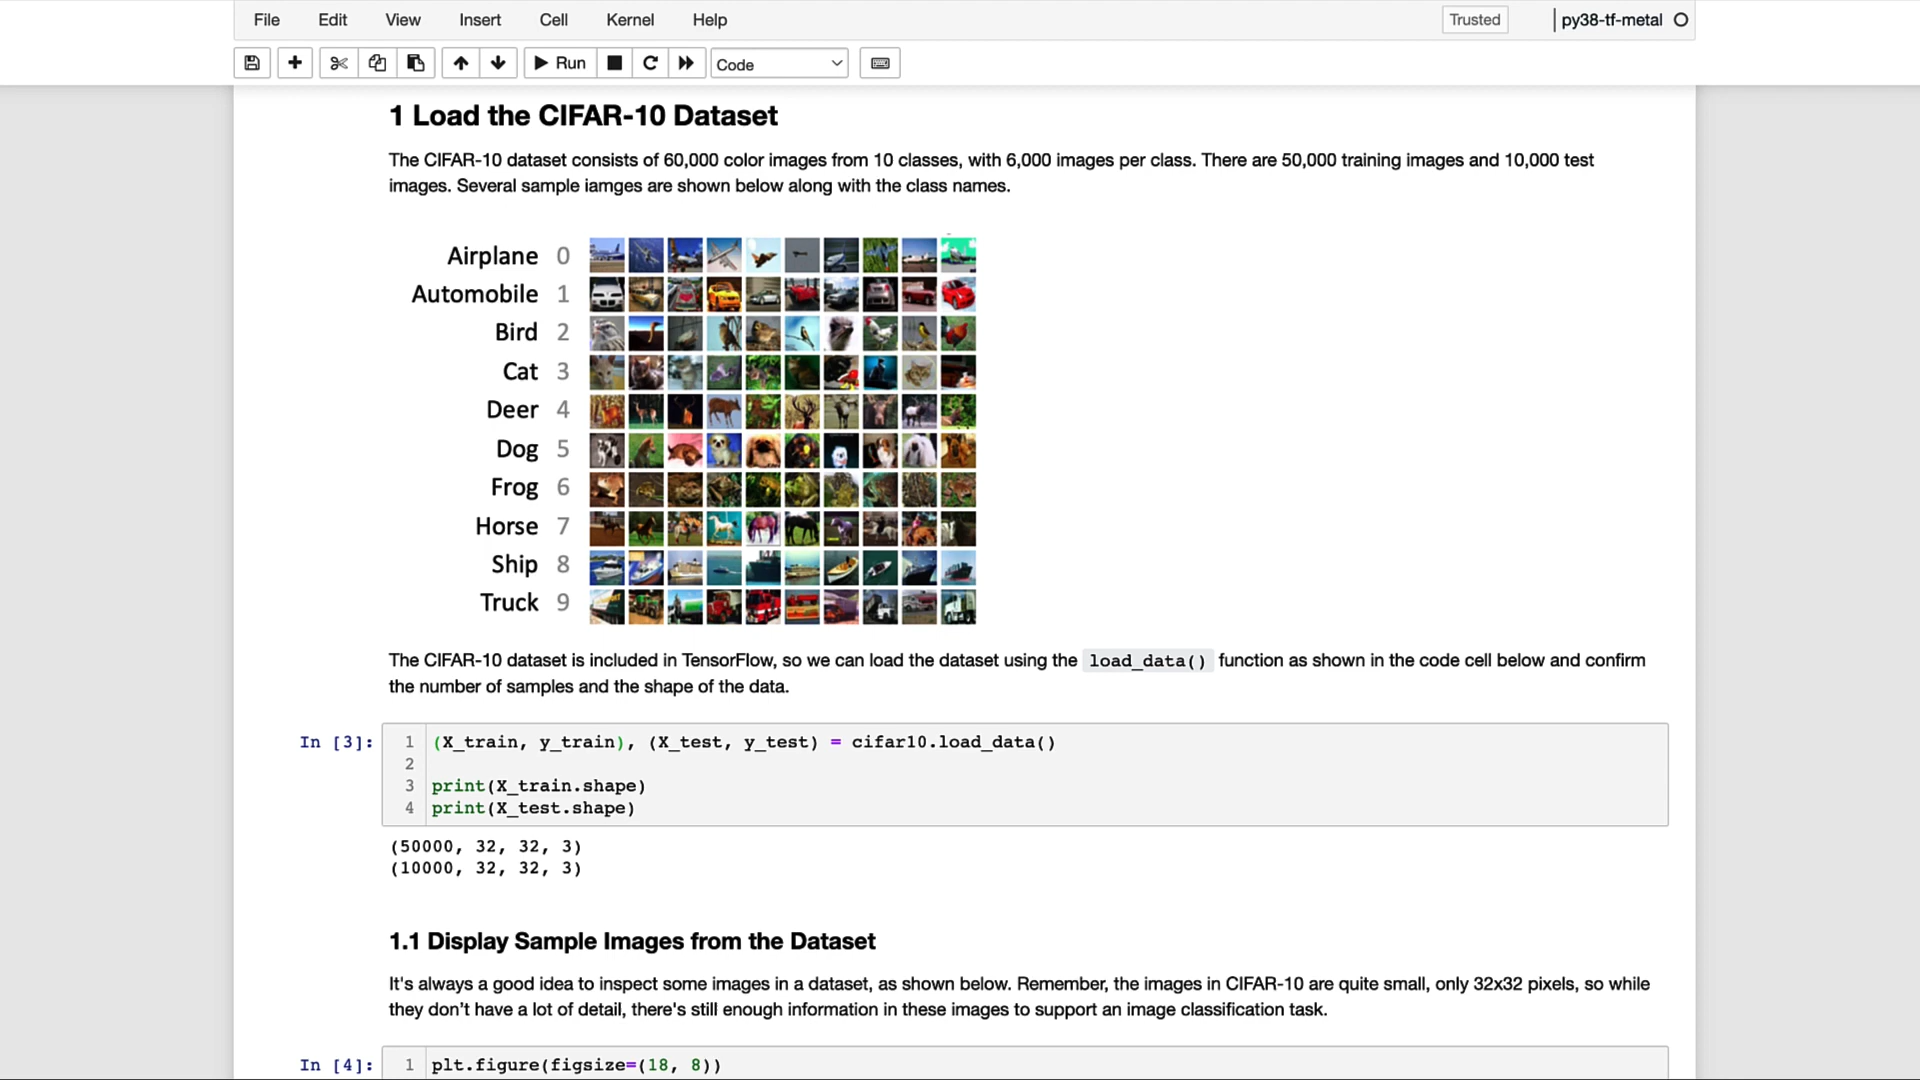 File Edit View Insert Cell Kernel Help Trusted py38-tf-metal
Run Code
1 Load the CIFAR-10 Dataset
The CIFAR-10 dataset consists of 60,000 color images from 10 classes, with 6,000 images per class. There are 50,000 training images and 10,000 test
images. Several sample iamges are shown below along with the class names.
Airplane 0
Automobile 1
Bird 2
Cat 3
Deer 4
Dog 5
Frog 6
Horse 7
Ship 8
Truck 9
The CIFAR-10 dataset is included in TensorFlow, so we can load the dataset using the load_data() function as shown in the code cell below and confirm
the number of samples and the shape of the data.
In [3]: 1 (X_train, y_train), (X_test, y_test) = cifar10.load_data()
2
3 print(X_train.shape)
4 print(X_test.shape)
(50000, 32, 32, 3)
(10000, 32, 32, 3)
1.1 Display Sample Images from the Dataset
It's always a good idea to inspect some images in a dataset, as shown below. Remember, the images in CIFAR-10 are quite small, only 32x32 pixels, so while
they don't have a lot of detail, there's still enough information in these images to support an image classification task.
In [4]: 1 plt.figure(figsize=(18, 8))